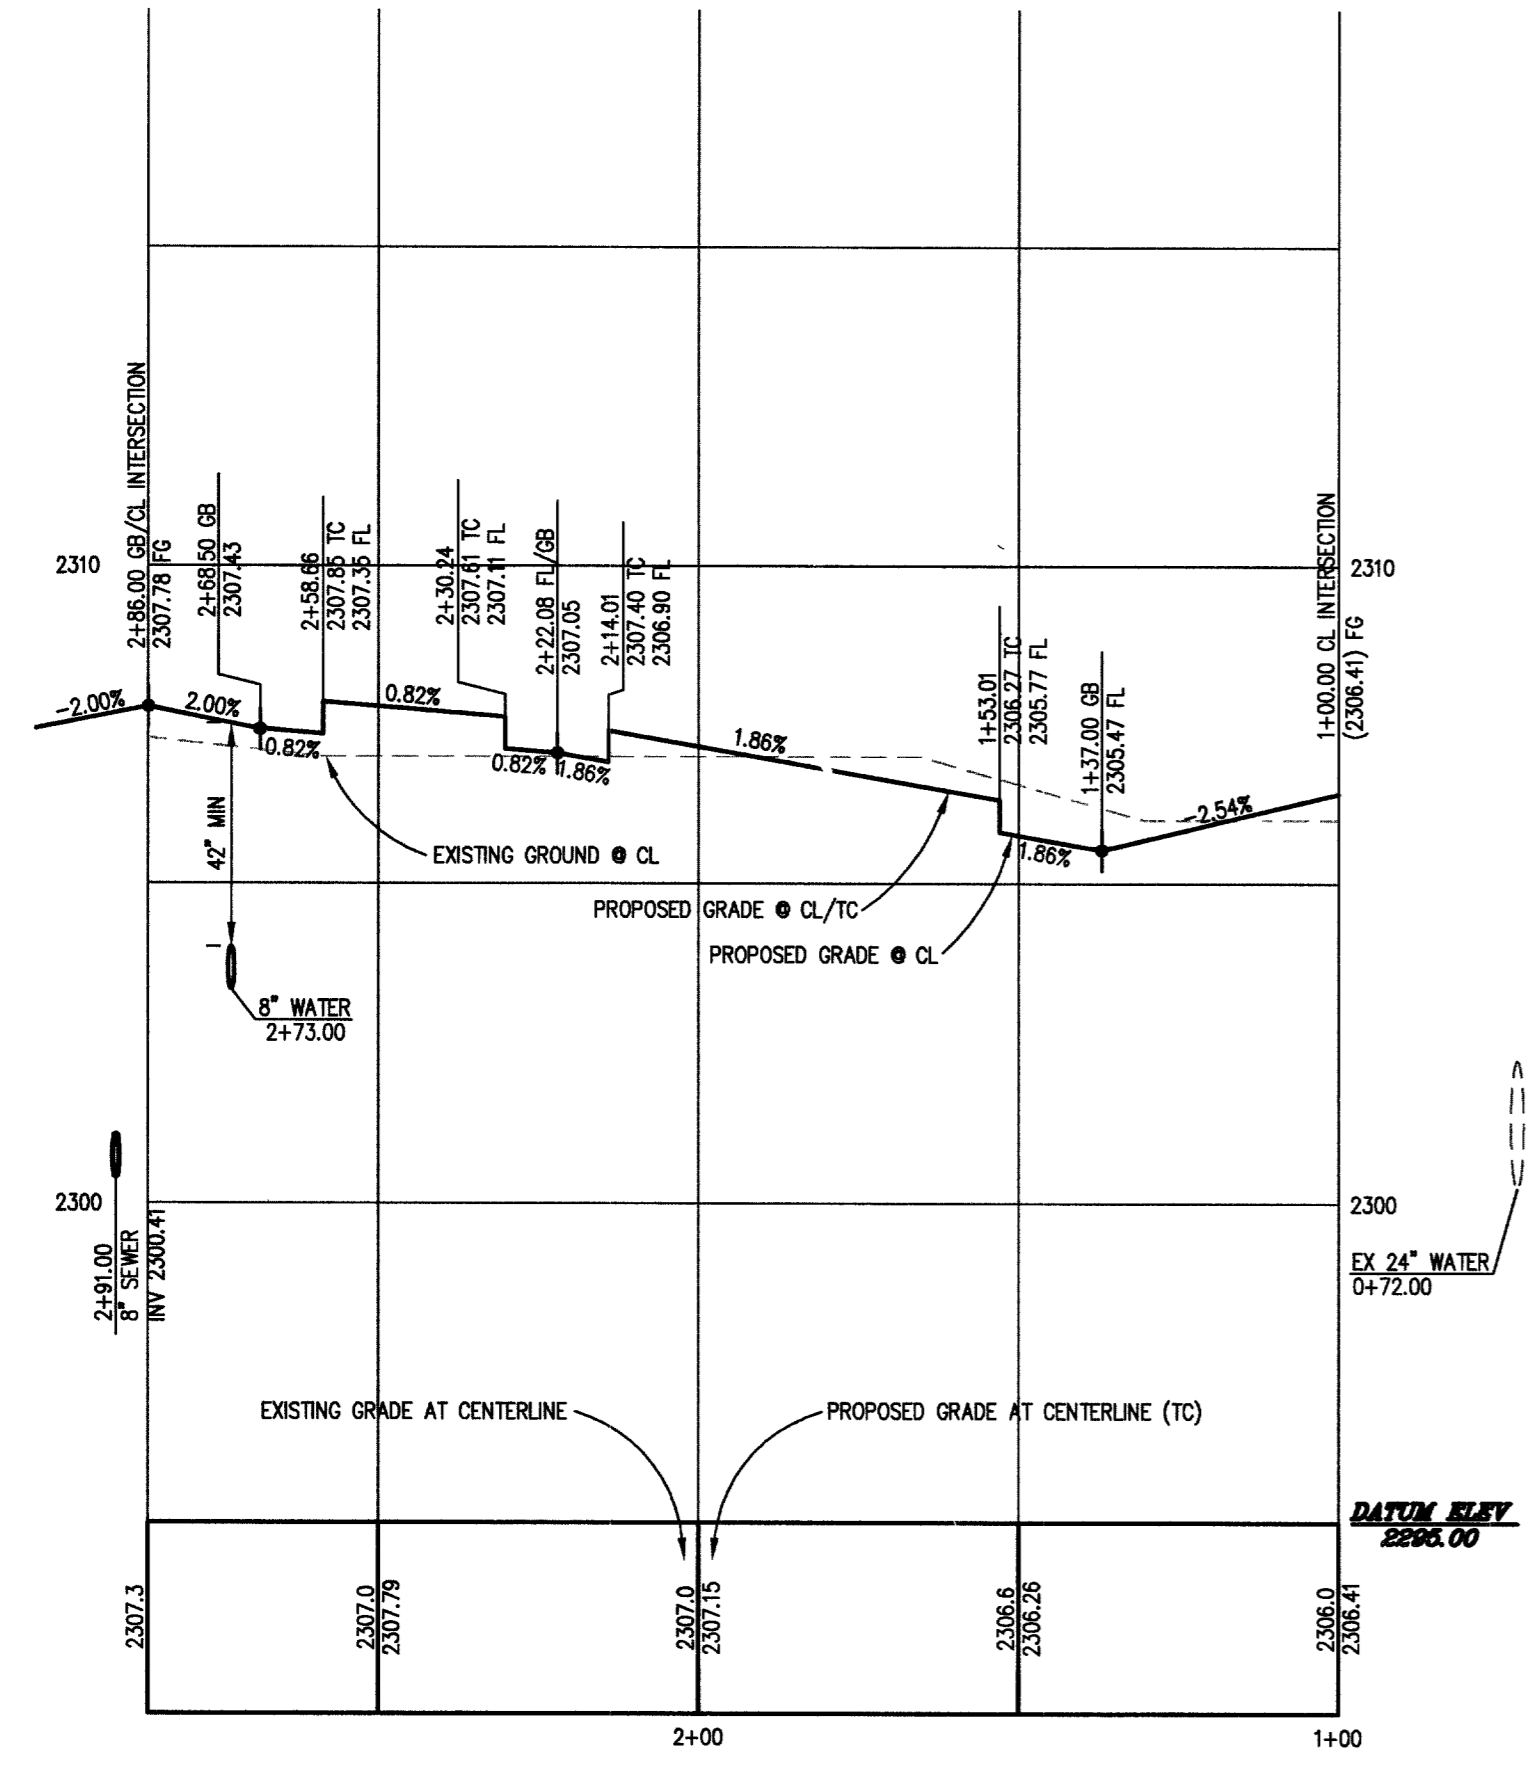 2+86.00 GB/CL INTERSECTION
2307.78 FG
2+68.50 GB
2307.43
2+58.66
2307.85 TC
2307.35 FL
2+30.24
2307.61 TC
2307.11 FL
2+22.08 FL/GB
2307.05
2+14.01
2307.40 TC
2306.90 FL
1+53.01
2306.27 TC
2305.77 FL
1+37.00 GB
2305.47 FL
1+00.00 CL INTERSECTION
(2306.41) FG
2310
2310
-2.00%
2.00%
0.82%
0.82%
0.82%
1.86%
1.86%
1.86%
-2.54%
42" MIN
EXISTING GROUND @ CL
PROPOSED GRADE @ CL/TC
PROPOSED GRADE @ CL
8" WATER
2+73.00
2300
2300
2+91.00
8" SEWER
INV 2300.41
EX 24" WATER
0+72.00
EXISTING GRADE AT CENTERLINE
PROPOSED GRADE AT CENTERLINE (TC)
DATUM ELEV
2295.00
2307.3
2307.0
2307.79
2307.0
2307.15
2306.6
2306.26
2306.0
2306.41
2+00
1+00